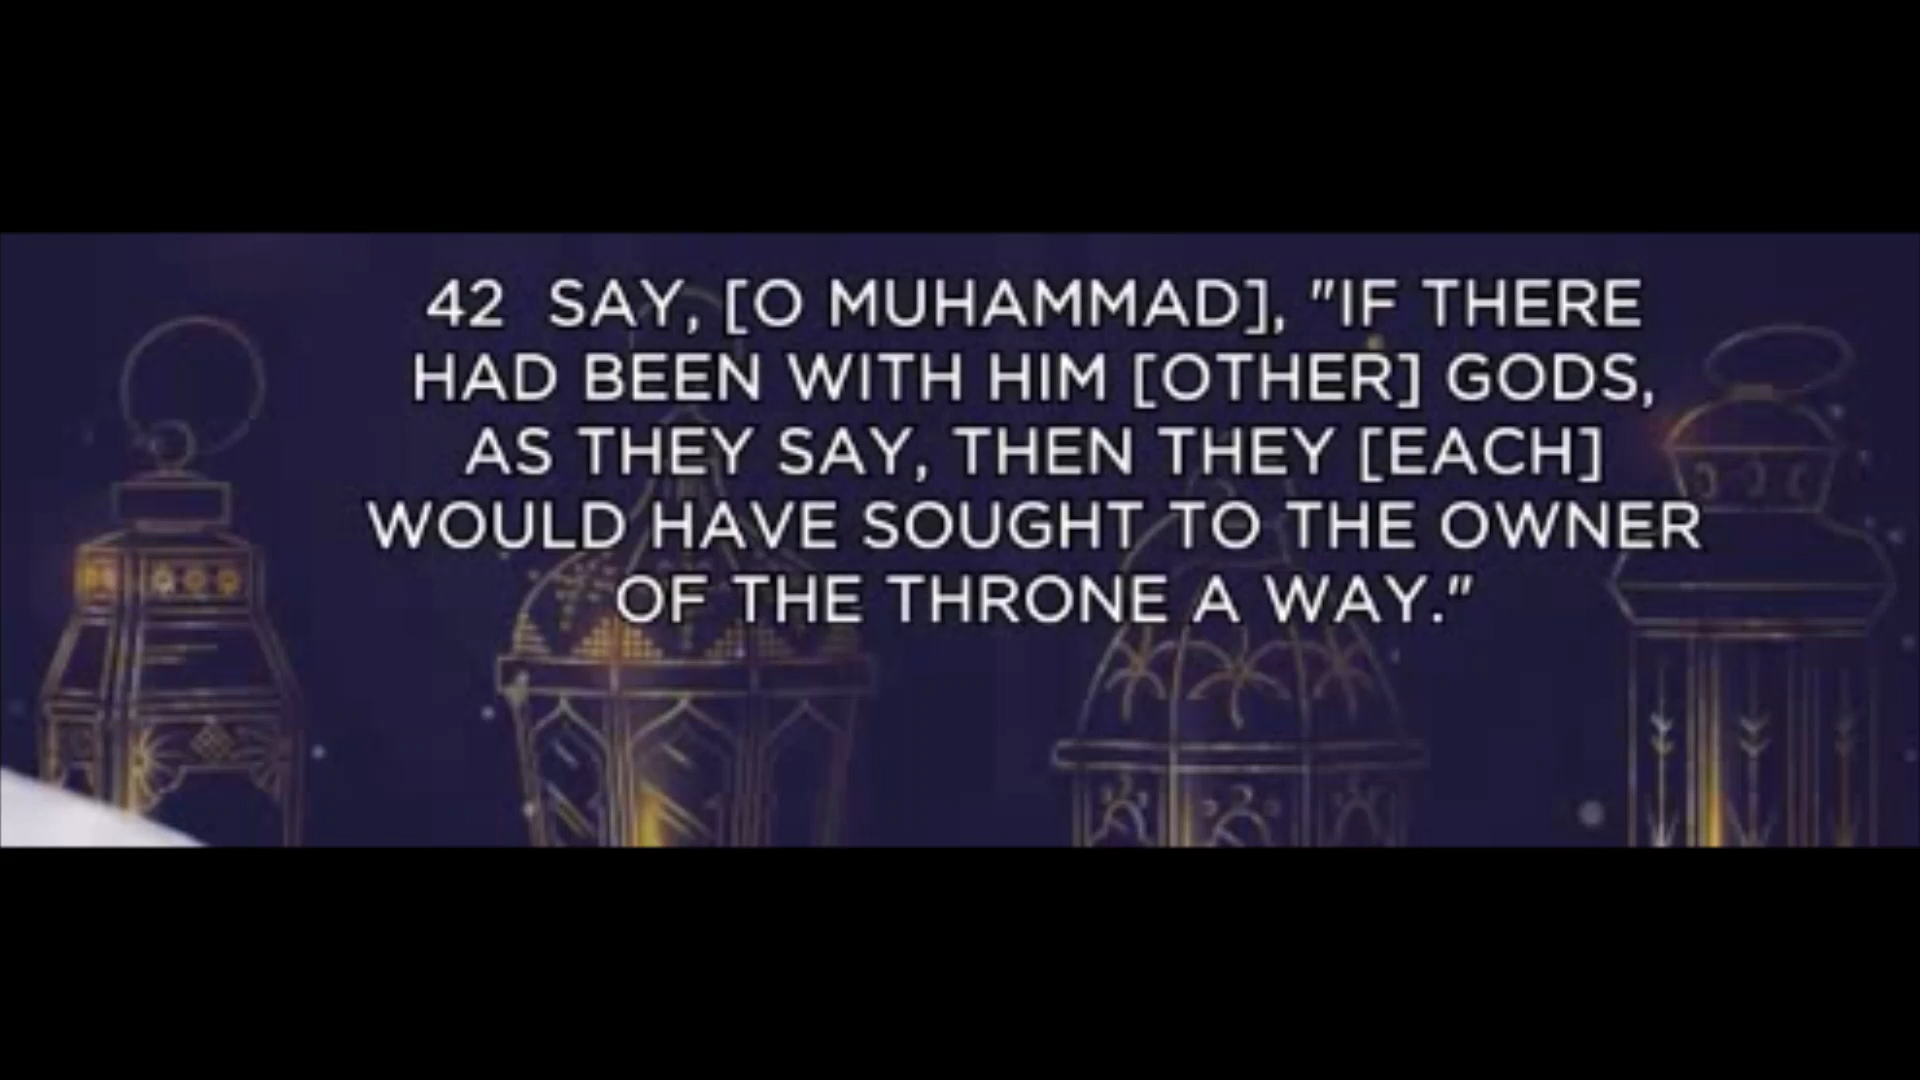 42 SAY, [O MUHAMMAD], "IF THERE
HAD BEEN WITH HIM [OTHER] GODS,
AS THEY SAY, THEN THEY [EACH]
WOULD HAVE SOUGHT TO THE OWNER
OF THE THRONE A WAY."